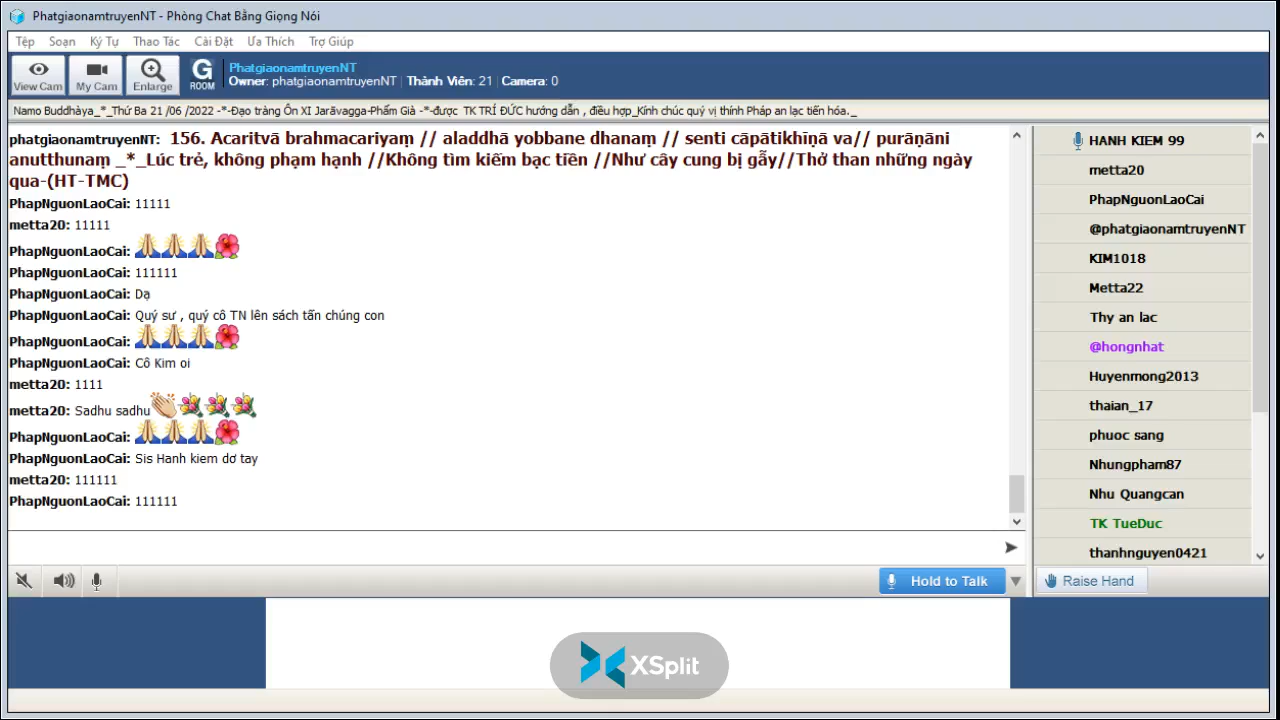 PhatgiaonamtruyenNT - Phòng Chat Bằng Giọng Nói
Tệp Soạn Ký Tự Thao Tác Cài Đặt Ưa Thích Trợ Giúp
View Cam My Cam Enlarge G ROOM
PhatgiaonamtruyenNT
Owner: phatgiaonamtruyenNT Thành Viên: 21 Camera: 0
Namo Buddhàya_*_Thứ Ba 21 /06 /2022 -*-Đạo tràng Ôn XI Jarāvagga-Phẩm Già -*-được TK TRÍ ĐỨC hướng dẫn , điều hợp_Kính chúc quý vị thính Pháp an lạc tiến hóa._
phatgiaonamtruyenNT: 156. Acaritvā brahmacariyaṃ // aladdhā yobbane dhanaṃ // senti cāpātikhīṇā va// purāṇāni
anutthunaṃ _*_Lúc trẻ, không phạm hạnh //Không tìm kiếm bạc tiền //Như cây cung bị gẫy//Thở than những ngày
qua-(HT-TMC)
PhapNguonLaoCai: 11111
metta20: 11111
PhapNguonLaoCai:
PhapNguonLaoCai: 111111
PhapNguonLaoCai: Dạ
PhapNguonLaoCai: Quý sư , quý cô TN lên sách tấn chúng con
PhapNguonLaoCai:
PhapNguonLaoCai: Cô Kim oi
metta20: 1111
metta20: Sadhu sadhu
PhapNguonLaoCai:
PhapNguonLaoCai: Sis Hanh kiem dơ tay
metta20: 111111
PhapNguonLaoCai: 111111
Hold to Talk
HANH KIEM 99
metta20
PhapNguonLaoCai
@phatgiaonamtruyenNT
KIM1018
Metta22
Thy an lac
@hongnhat
Huyenmong2013
thaian_17
phuoc sang
Nhungpham87
Nhu Quangcan
TK TueDuc
thanhnguyen0421
Raise Hand
XSplit